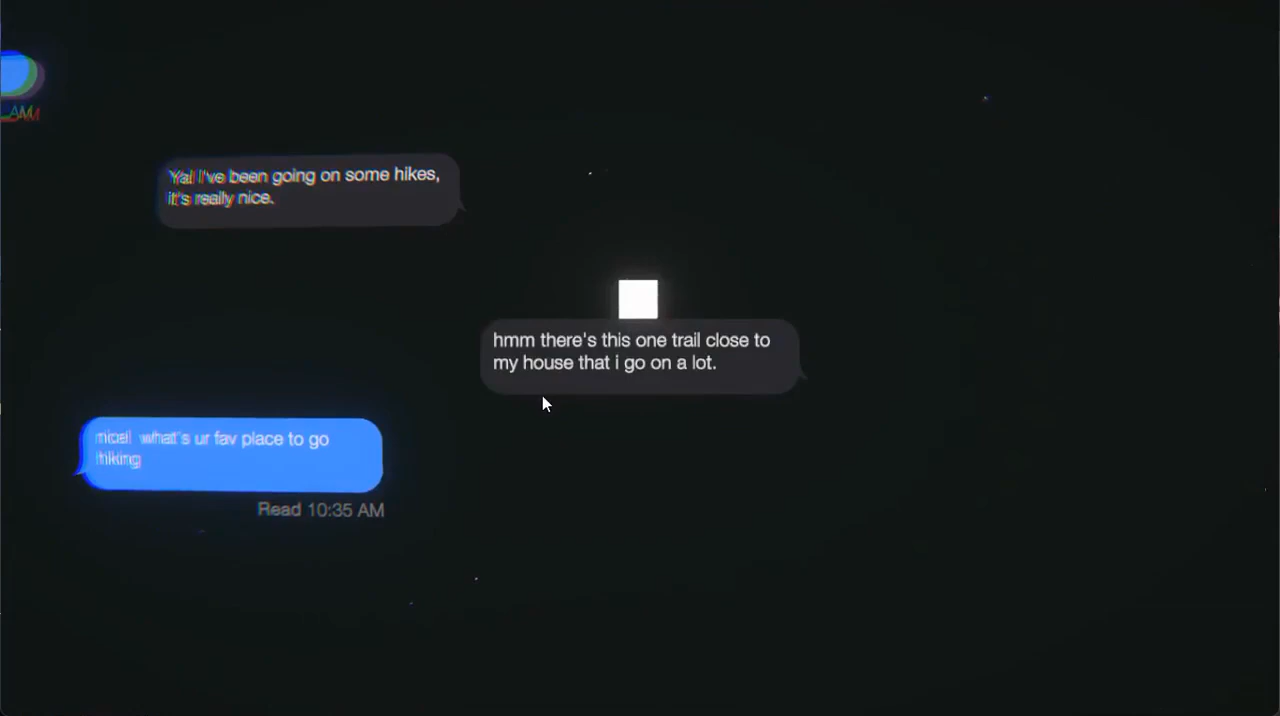 AM
Ya! I've been going on some hikes,
it's really nice.
hmm there's this one trail close to
my house that i go on a lot.
nice! what's ur fav place to go
hiking
Read 10:35 AM